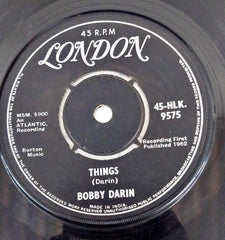 45 R.P.M
LONDON
MSM. 5900
An
ATLANTIC.
Recording
Burton
Music
45-HLK.
9575
Recording First
Published 1962
THINGS
(Darin)
BOBBY DARIN
MADE IN INDIA